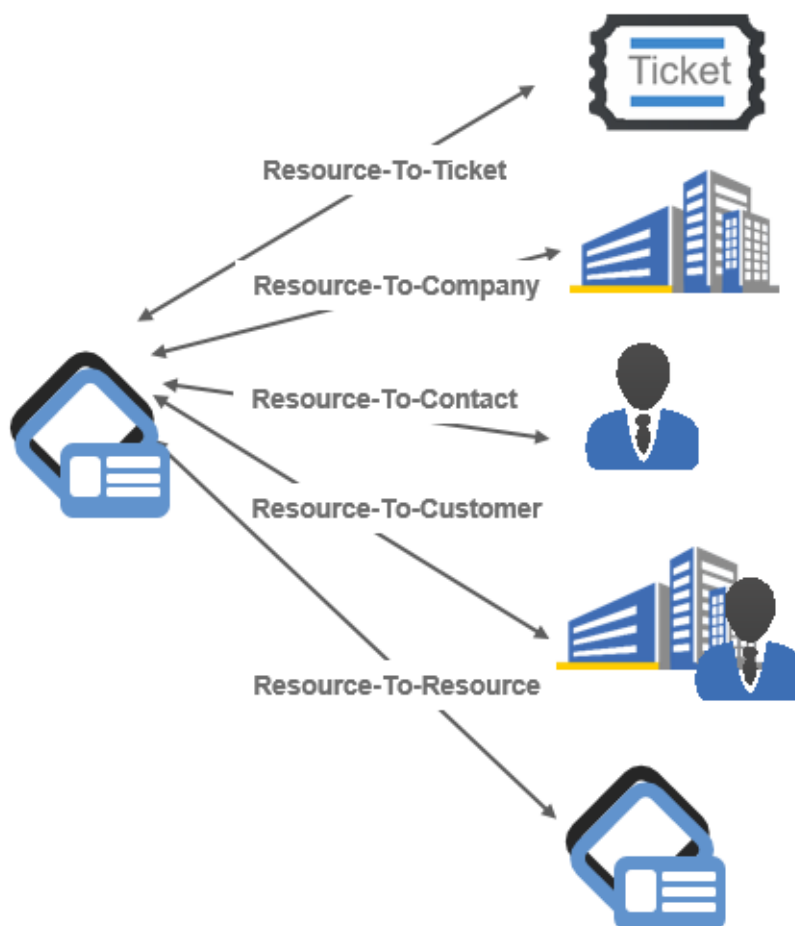 Ticket
Resource-To-Ticket
Resource-To-Company
Resource-To-Contact
Resource-To-Customer
Resource-To-Resource